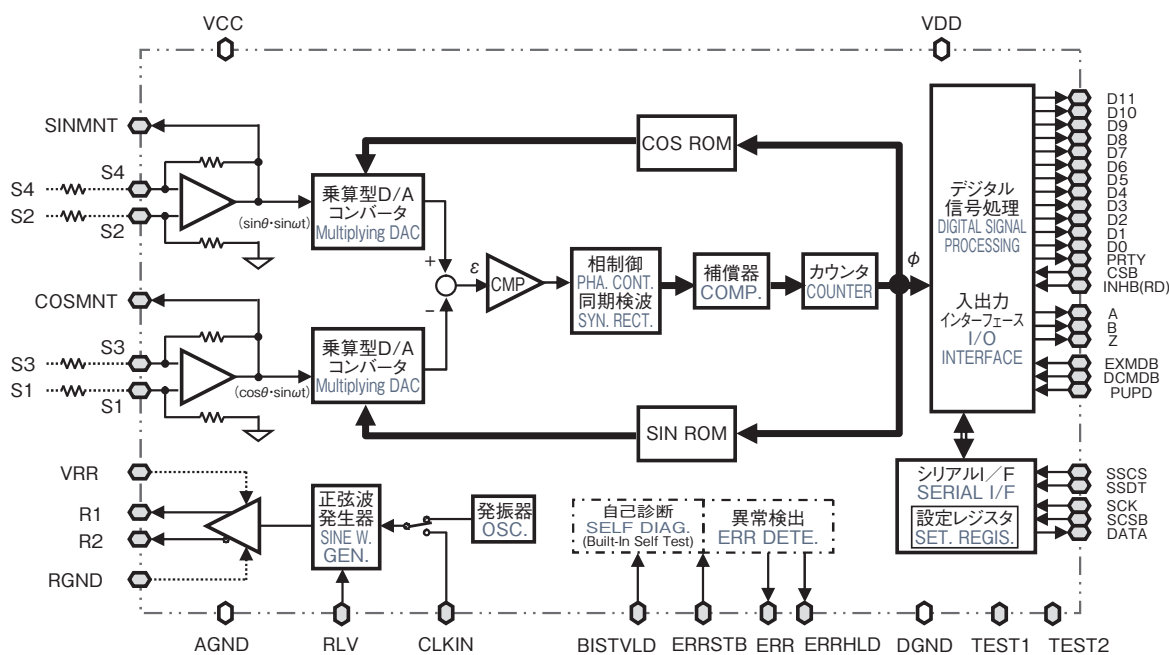 VCC
VDD
SINMNT
S4
S4
S2
S2
(sinθ・sinωt)
乗算型D/A
コンバータ
Multiplying DAC
COS ROM
COSMNT
S3
S3
S1
S1
(cosθ・sinωt)
乗算型D/A
コンバータ
Multiplying DAC
SIN ROM
+
−
ε
CMP
相制御
PHA. CONT.
同期検波
SYN. RECT.
補償器
COMP.
カウンタ
COUNTER
φ
デジタル
信号処理
DIGITAL SIGNAL
PROCESSING
入出力
インターフェース
I/O
INTERFACE
D11
D10
D9
D8
D7
D6
D5
D4
D3
D2
D1
D0
PRTY
CSB
INHB(RD)
A
B
Z
EXMDB
DCMDB
PUPD
シリアルI/F
SERIAL I/F
設定レジスタ
SET. REGIS.
SSCS
SSDT
SCK
SCSB
DATA
VRR
R1
R2
RGND
正弦波
発生器
SINE W.
GEN.
発振器
OSC.
自己診断
SELF DIAG.
(Built-In Self Test)
異常検出
ERR DETE.
AGND
RLV
CLKIN
BISTVLD
ERRSTB
ERR
ERRHLD
DGND
TEST1
TEST2